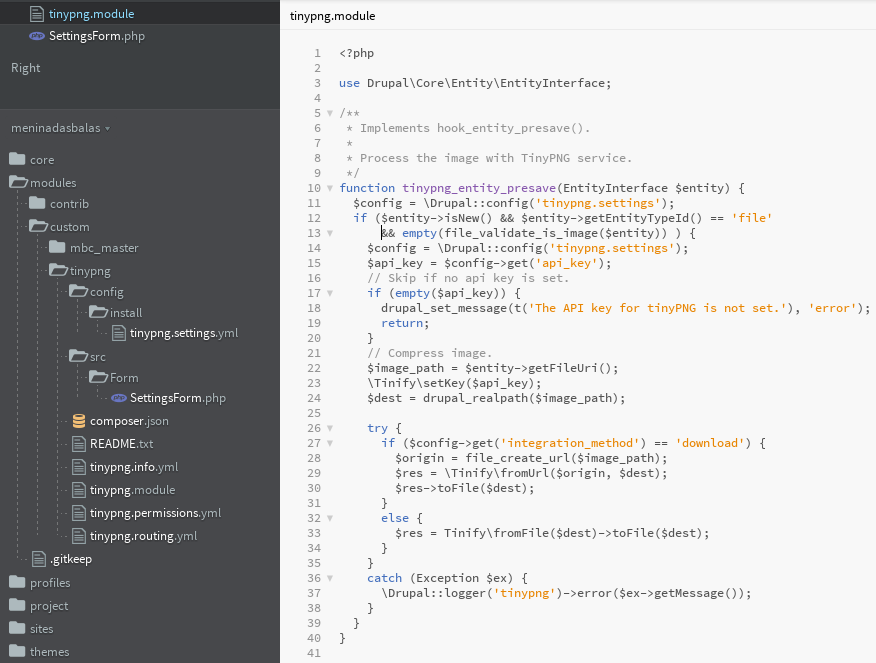 tinypng.module
SettingsForm.php
Right
meninadasbalas
core
modules
contrib
custom
mbc_master
tinypng
config
install
tinypng.settings.yml
src
Form
SettingsForm.php
composer.json
README.txt
tinypng.info.yml
tinypng.module
tinypng.permissions.yml
tinypng.routing.yml
.gitkeep
profiles
project
sites
themes
tinypng.module
1 <?php
2
3 use Drupal\Core\Entity\EntityInterface;
4
5 /**
6  * Implements hook_entity_presave().
7  *
8  * Process the image with TinyPNG service.
9  */
10 function tinypng_entity_presave(EntityInterface $entity) {
11   $config = \Drupal::config('tinypng.settings');
12   if ($entity->isNew() && $entity->getEntityTypeId() == 'file'
13       && empty(file_validate_is_image($entity)) ) {
14     $config = \Drupal::config('tinypng.settings');
15     $api_key = $config->get('api_key');
16     // Skip if no api key is set.
17     if (empty($api_key)) {
18       drupal_set_message(t('The API key for tinyPNG is not set.'), 'error');
19       return;
20     }
21     // Compress image.
22     $image_path = $entity->getFileUri();
23     \Tinify\setKey($api_key);
24     $dest = drupal_realpath($image_path);
25
26     try {
27       if ($config->get('integration_method') == 'download') {
28         $origin = file_create_url($image_path);
29         $res = \Tinify\fromUrl($origin, $dest);
30         $res->toFile($dest);
31       }
32       else {
33         $res = Tinify\fromFile($dest)->toFile($dest);
34       }
35     }
36     catch (Exception $ex) {
37       \Drupal::logger('tinypng')->error($ex->getMessage());
38     }
39   }
40 }
41